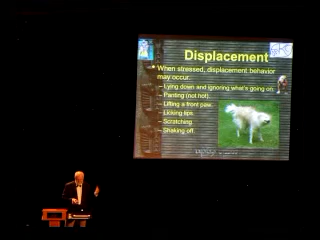 Displacement
• When stressed, displacement behavior
may occur.
– Lying down and ignoring what's going on.
– Panting (not hot).
– Lifting a front paw.
– Licking lips.
– Scratching.
– Shaking off.